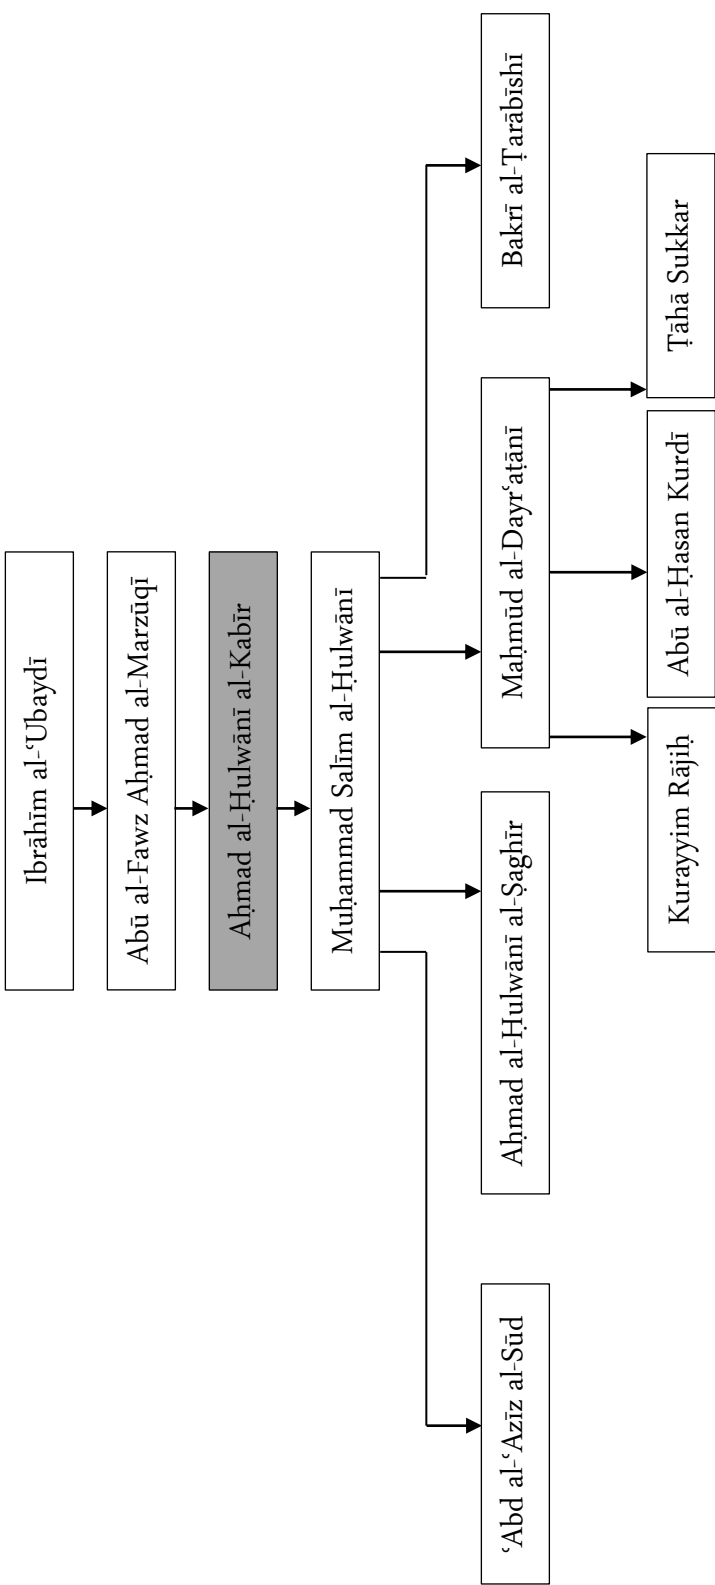 Ibrāhīm al-ʿUbaydī
Abū al-Fawz Aḥmad al-Marzūqī
Aḥmad al-Ḥulwānī al-Kabīr
Muḥammad Salīm al-Ḥulwānī
ʿAbd al-ʿAzīz al-Sūd
Aḥmad al-Ḥulwānī al-Ṣaghīr
Maḥmūd al-Dayrʿaṭānī
Bakrī al-Ṭarābīshī
Kurayyim Rājiḥ
Abū al-Ḥasan Kurdī
Ṭāhā Sukkar